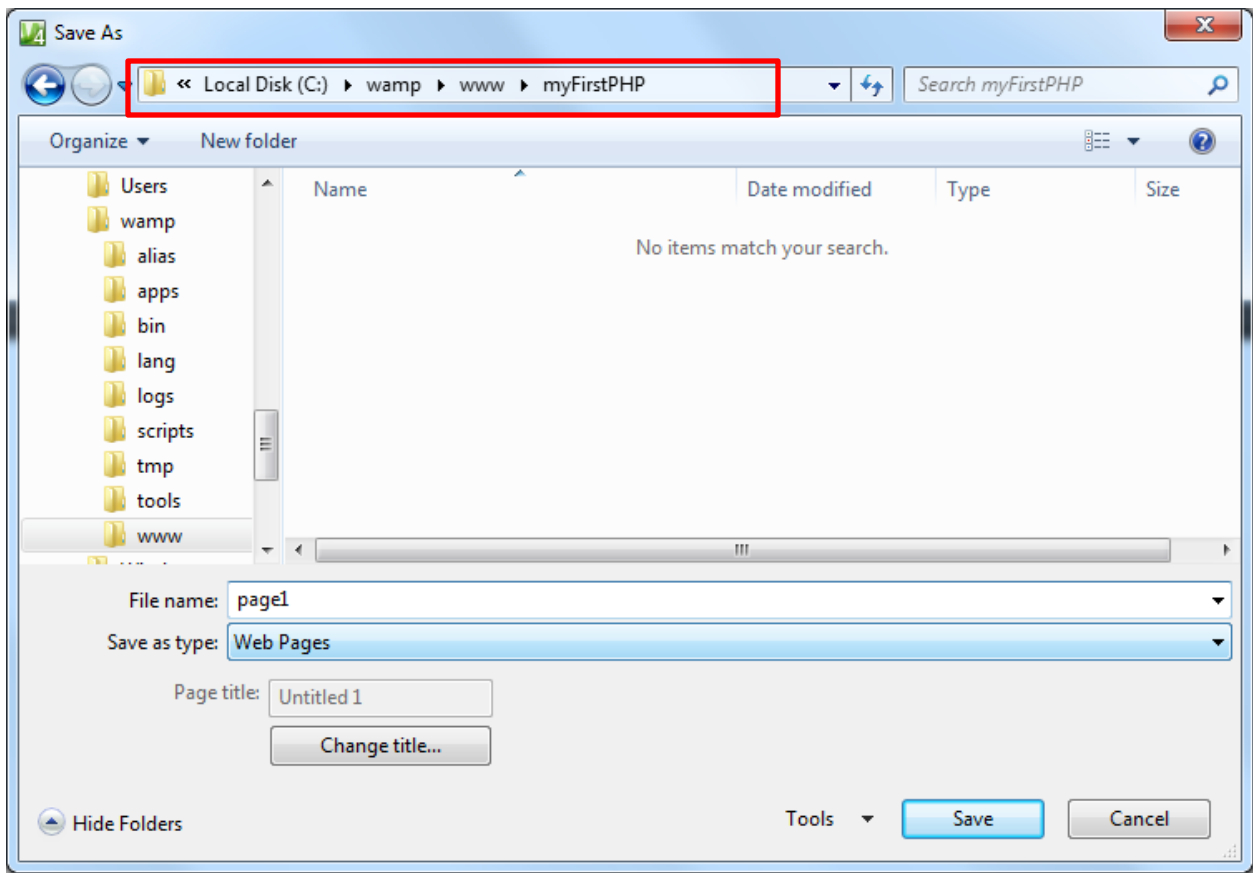 Save As
« Local Disk (C:) wamp www myFirstPHP Search myFirstPHP
Organize New folder
Name Date modified Type Size
No items match your search.
Users
wamp
alias
apps
bin
lang
logs
scripts
tmp
tools
www
File name: page1
Save as type: Web Pages
Page title: Untitled 1
Change title...
Hide Folders Tools Save Cancel